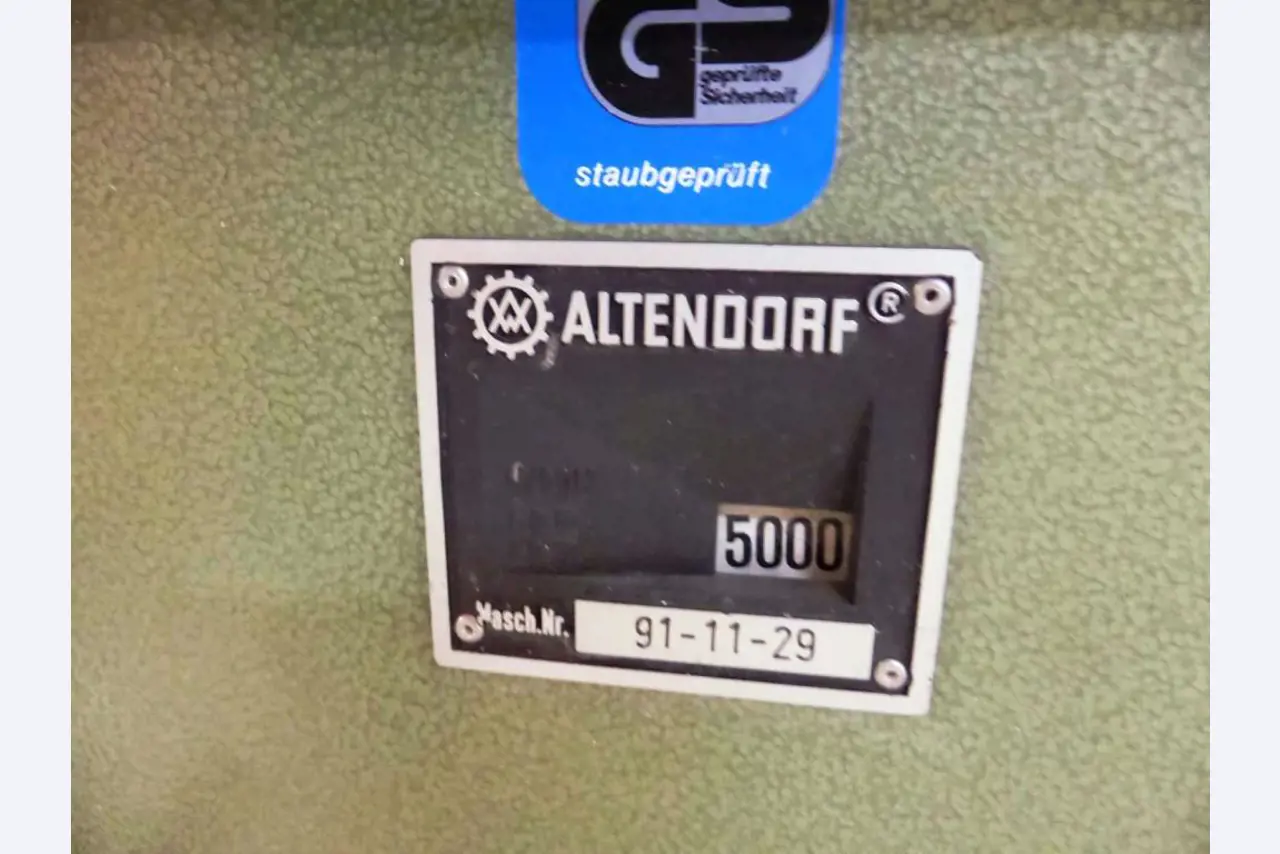 geprüfte
Sicherheit
staubgeprüft
ALTENDORF ®
5000
Masch.Nr. 91-11-29